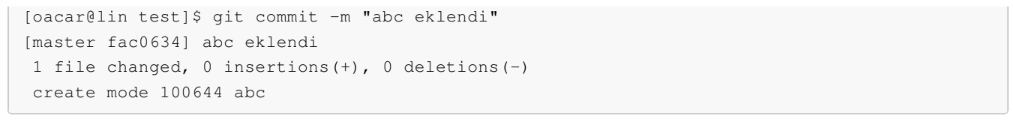 [oacar@lin test]$ git commit -m "abc eklendi"
[master fac0634] abc eklendi
 1 file changed, 0 insertions(+), 0 deletions(-)
 create mode 100644 abc